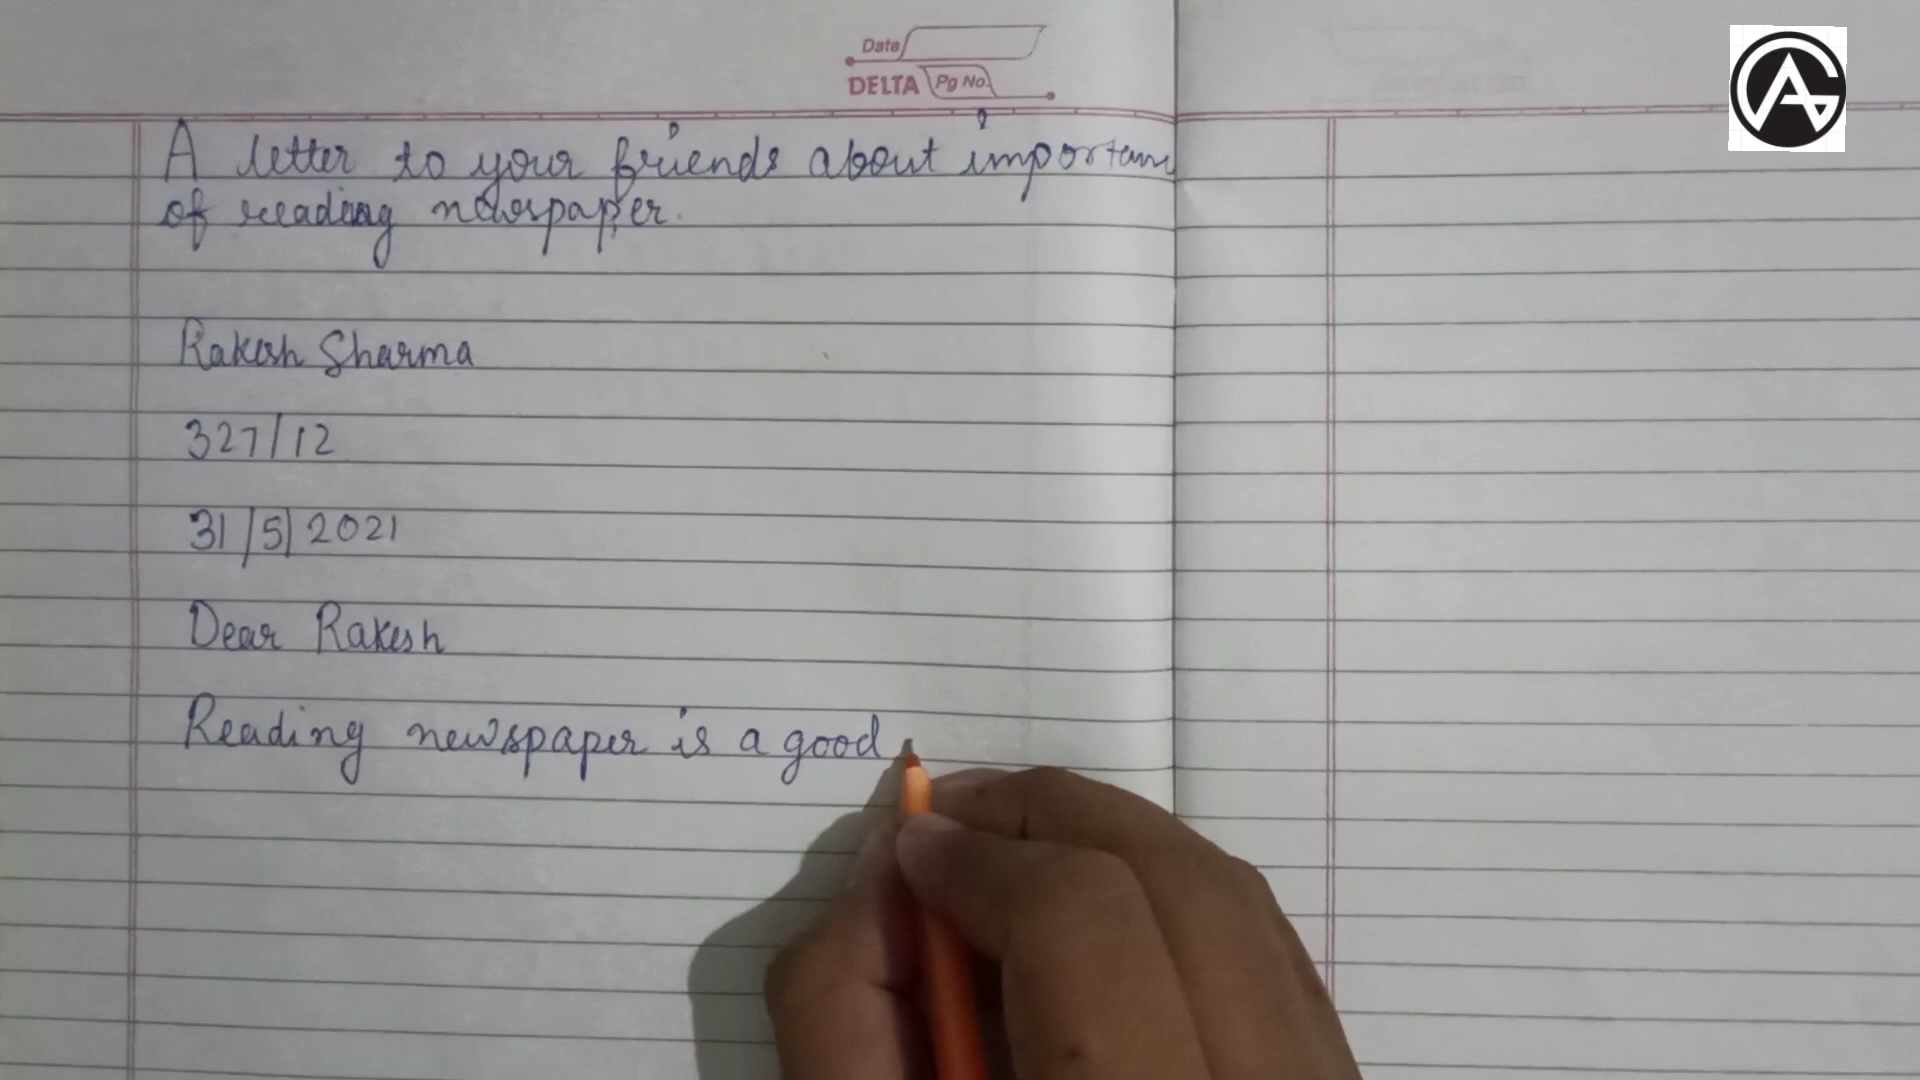 Date
DELTA Pg No.
A letter to your friends about important
of reading newspaper.
Rakesh Sharma
327/12
31/5/2021
Dear Rakesh
Reading newspaper is a good